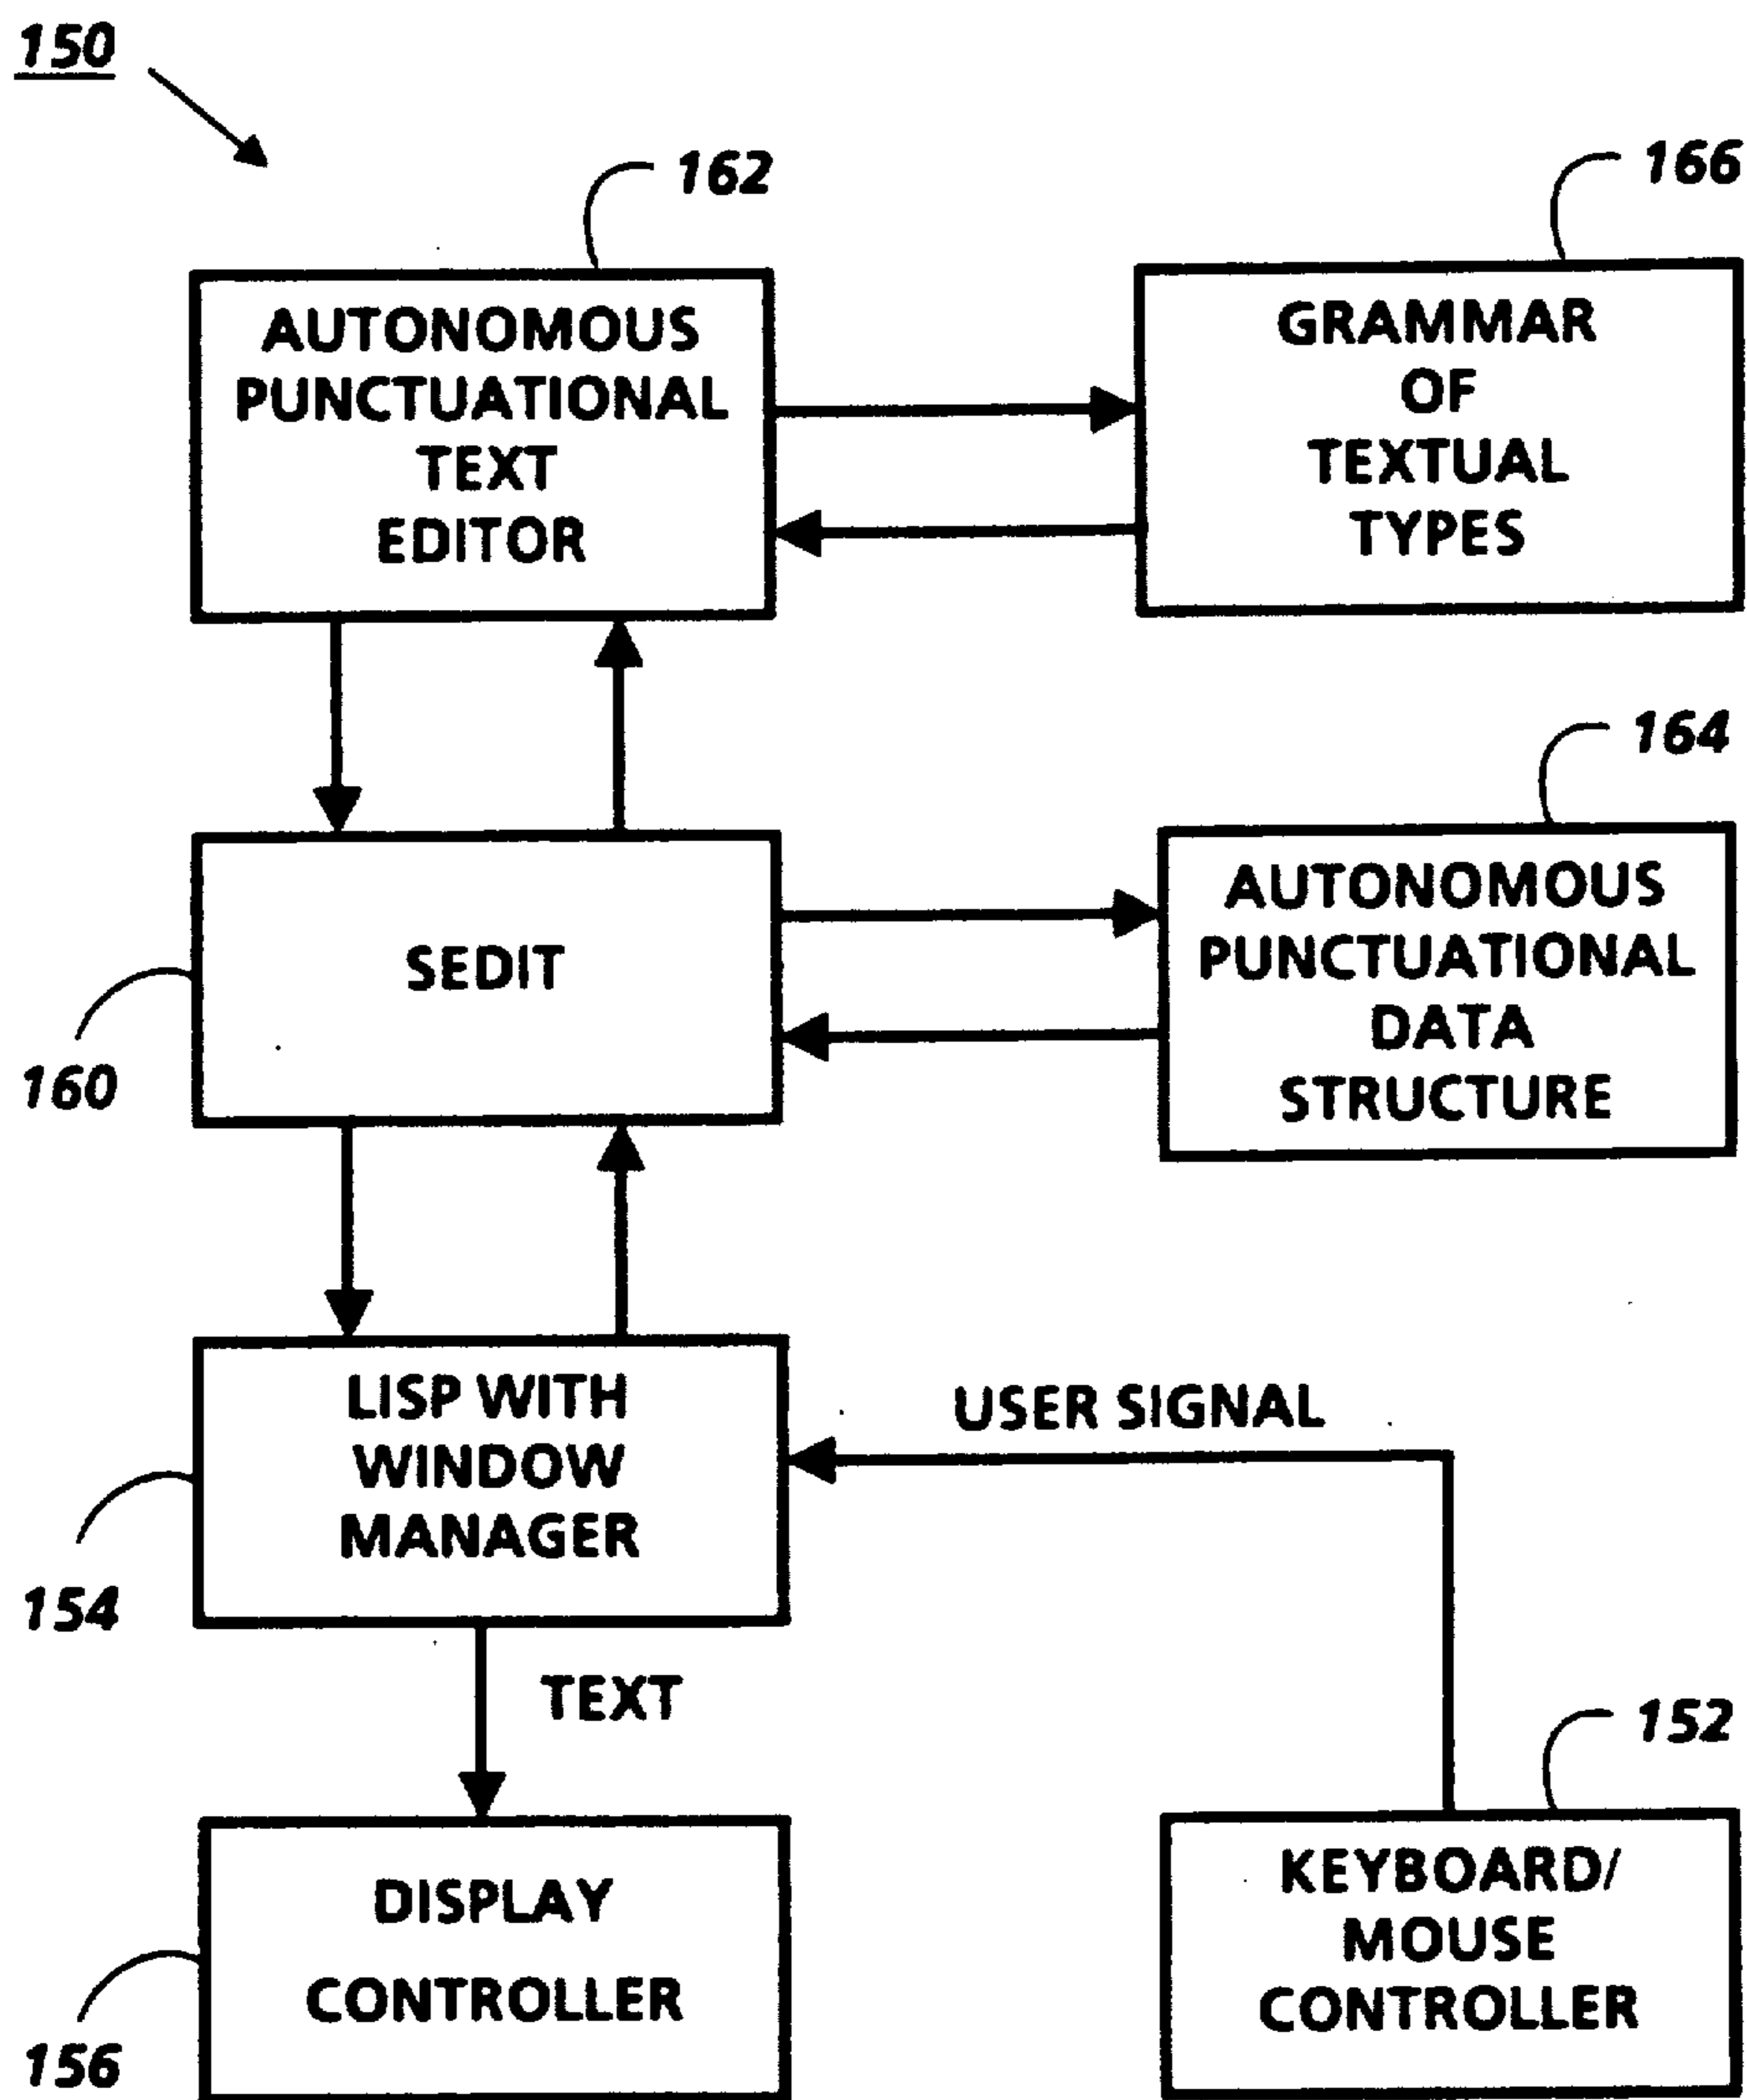 150
162
166
AUTONOMOUS
PUNCTUATIONAL
TEXT
EDITOR
GRAMMAR
OF
TEXTUAL
TYPES
164
SEDIT
160
AUTONOMOUS
PUNCTUATIONAL
DATA
STRUCTURE
LISP WITH
WINDOW
MANAGER
154
USER SIGNAL
TEXT
152
DISPLAY
CONTROLLER
156
KEYBOARD/
MOUSE
CONTROLLER